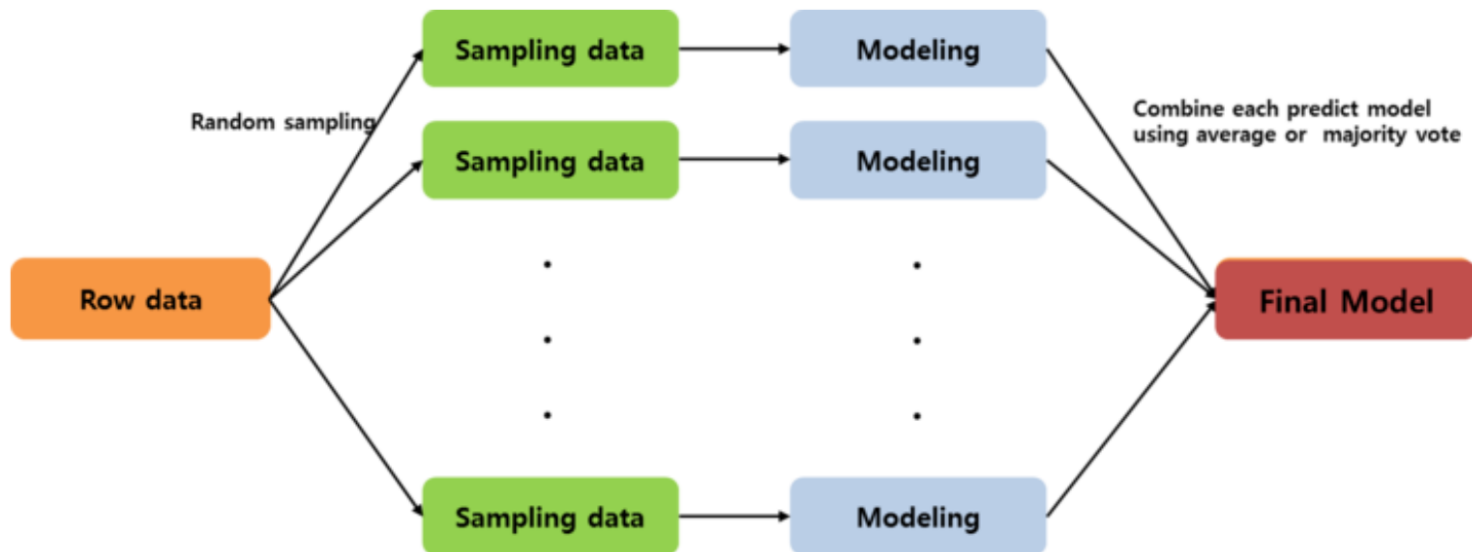 Sampling data
Modeling
Random sampling
Combine each predict model
using average or majority vote
Sampling data
Modeling
Row data
Final Model
Sampling data
Modeling